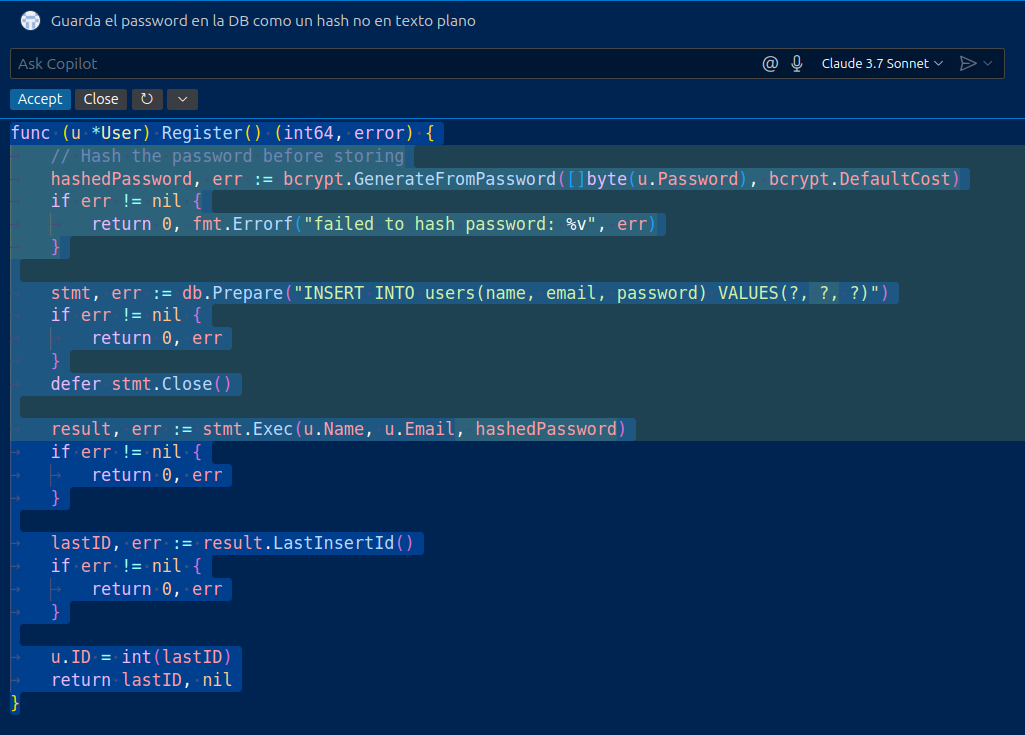 Guarda el password en la DB como un hash no en texto plano
Ask Copilot @ Claude 3.7 Sonnet
Accept Close
func (u *User) Register() (int64, error) {
// Hash the password before storing
hashedPassword, err := bcrypt.GenerateFromPassword([]byte(u.Password), bcrypt.DefaultCost)
if err != nil {
return 0, fmt.Errorf("failed to hash password: %v", err)
}
stmt, err := db.Prepare("INSERT INTO users(name, email, password) VALUES(?, ?, ?)")
if err != nil {
return 0, err
}
defer stmt.Close()
result, err := stmt.Exec(u.Name, u.Email, hashedPassword)
if err != nil {
return 0, err
}
lastID, err := result.LastInsertId()
if err != nil {
return 0, err
}
u.ID = int(lastID)
return lastID, nil
}